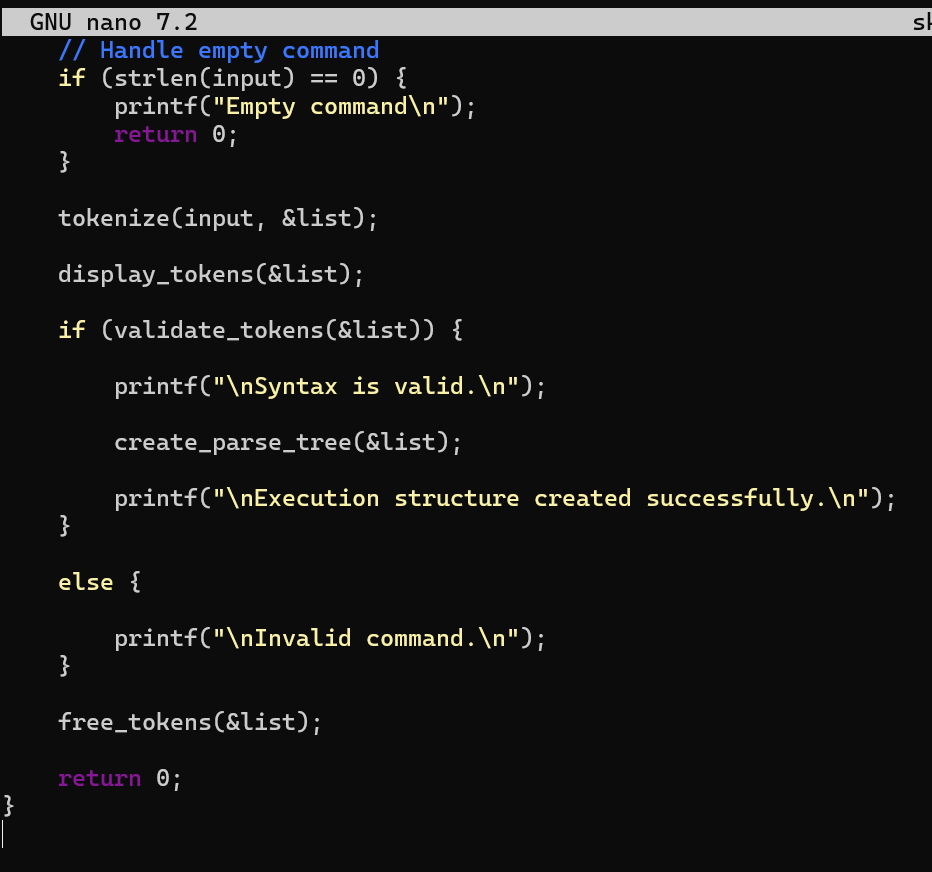 GNU nano 7.2
// Handle empty command
if (strlen(input) == 0) {
printf("Empty command\n");
return 0;
}
tokenize(input, &list);
display_tokens(&list);
if (validate_tokens(&list)) {
printf("\nSyntax is valid.\n");
create_parse_tree(&list);
printf("\nExecution structure created successfully.\n");
}
else {
printf("\nInvalid command.\n");
}
free_tokens(&list);
return 0;
}